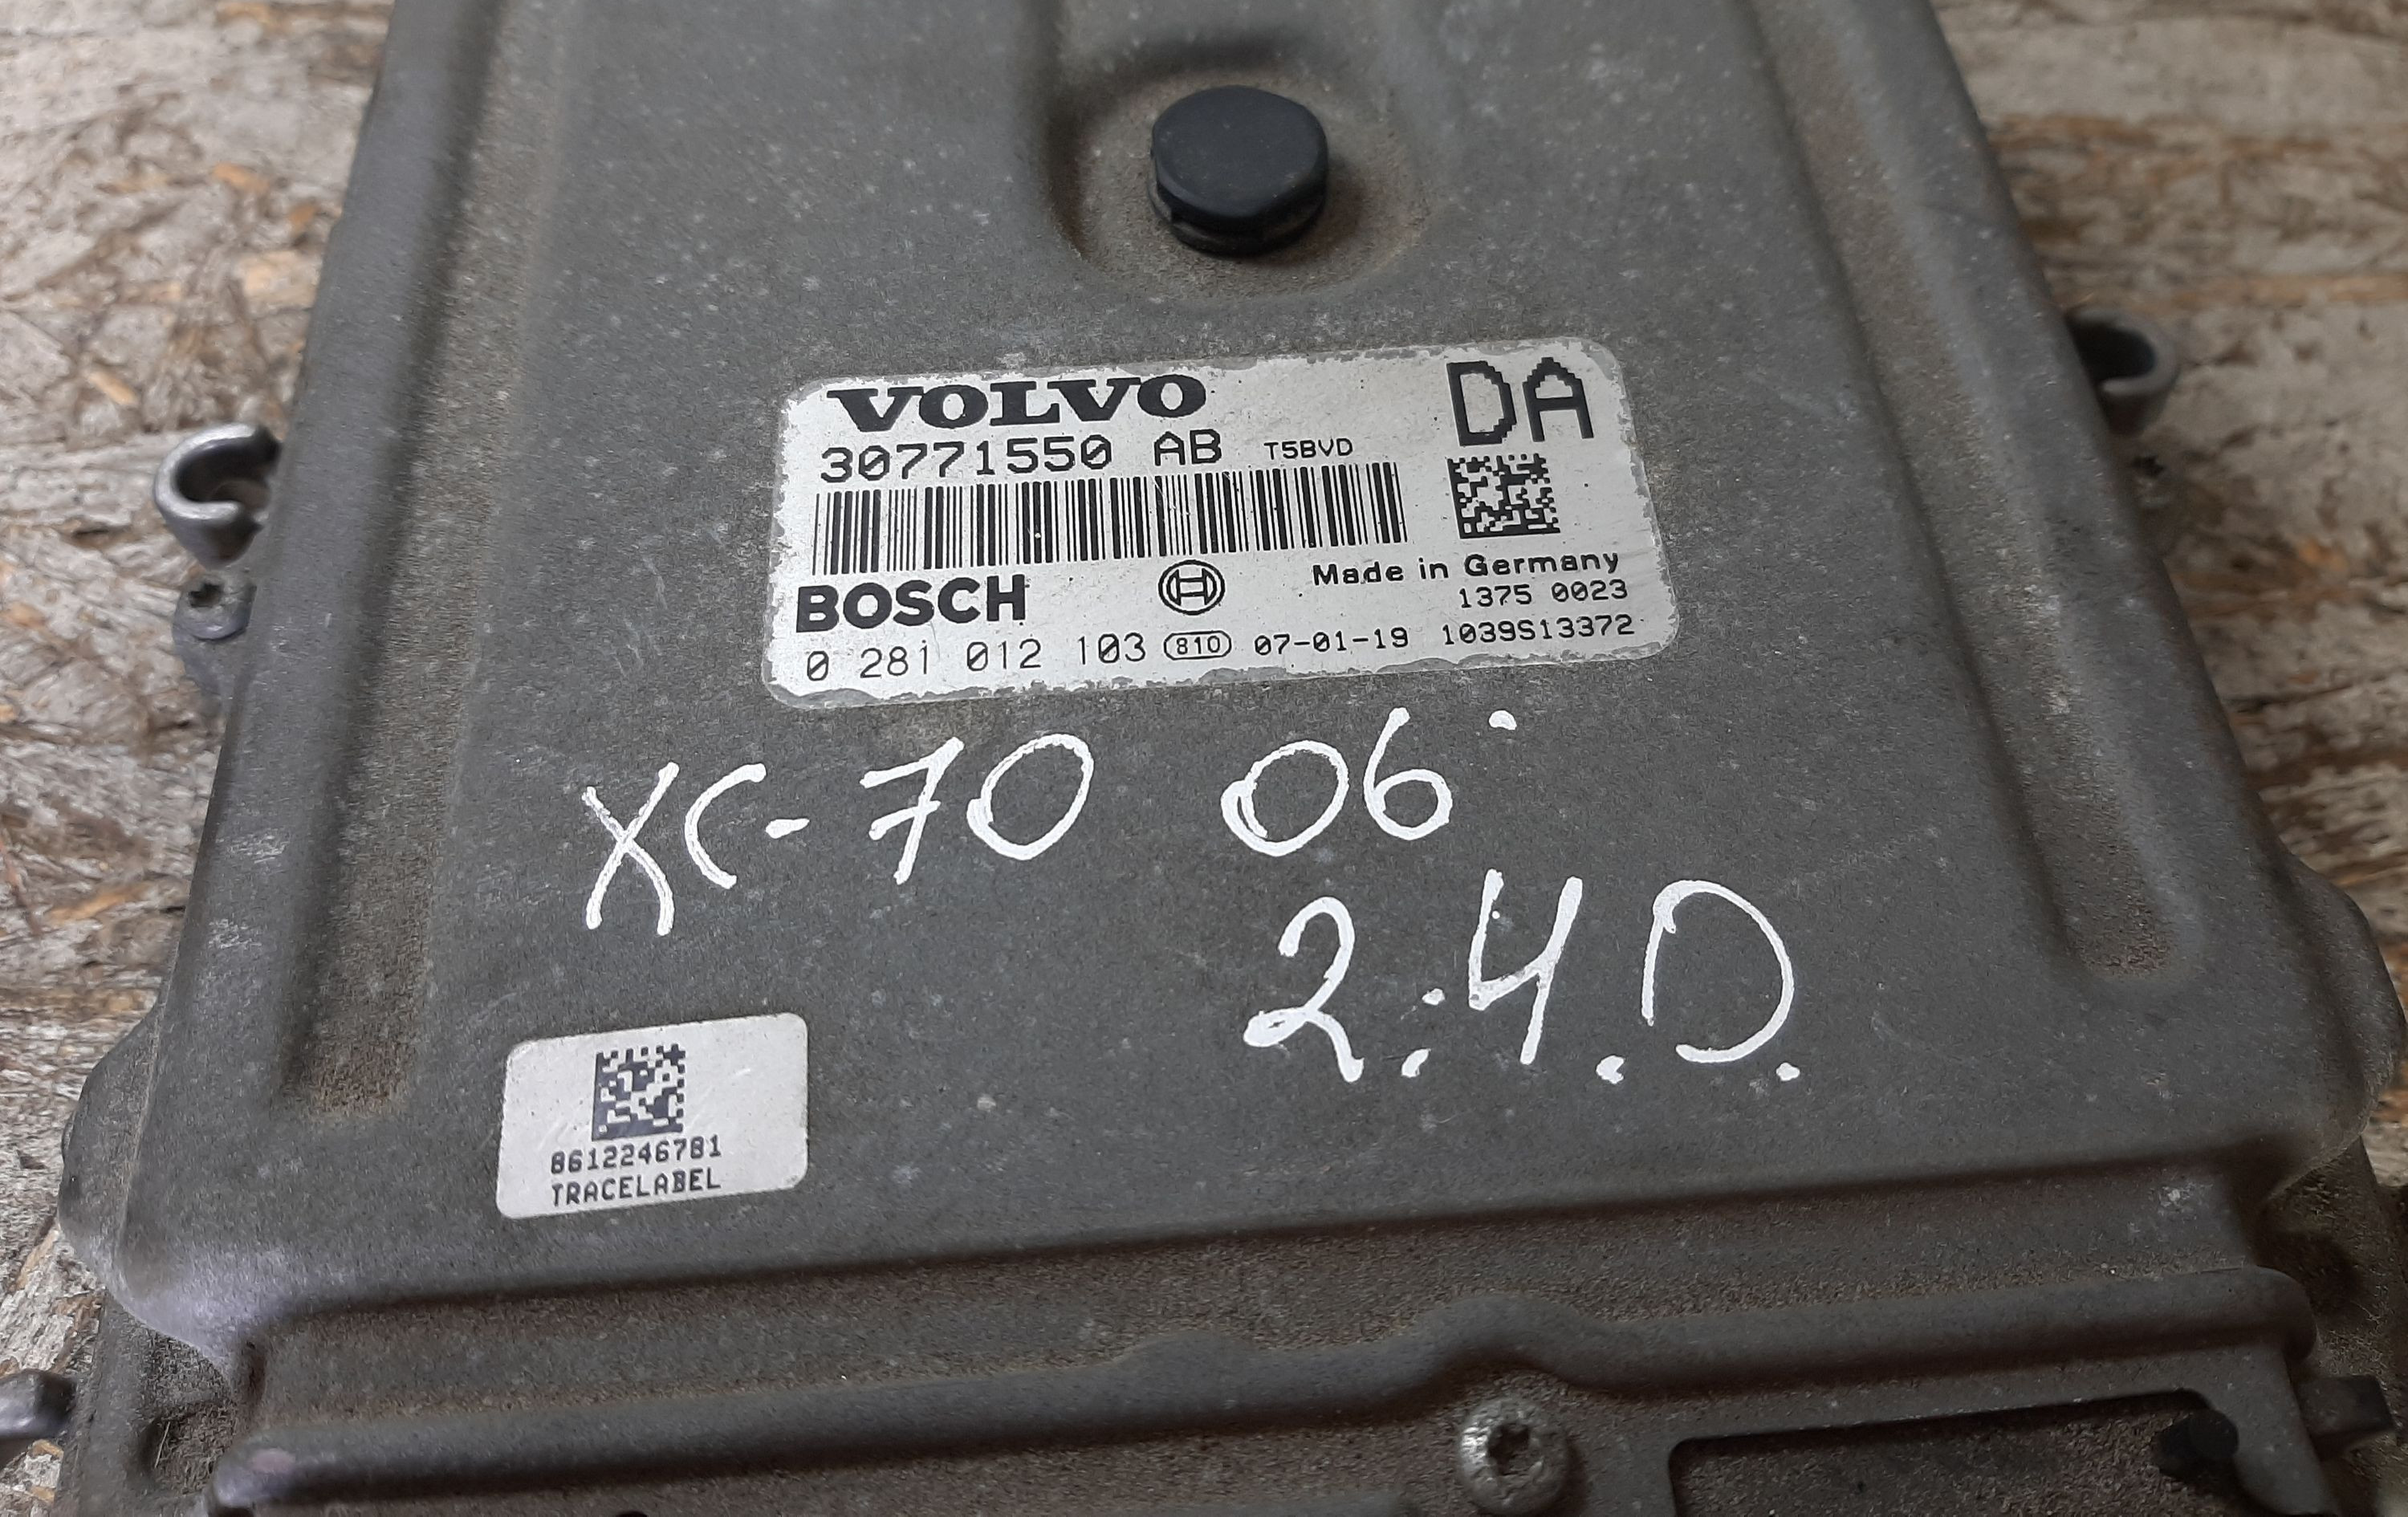 VOLVO
DA
30771550 AB T5BVD
BOSCH
Made in Germany
1375 0023
0 281 012 103 810 07-01-19 1039S13372
XC-70 06
2.4.D.
8612246781
TRACELABEL